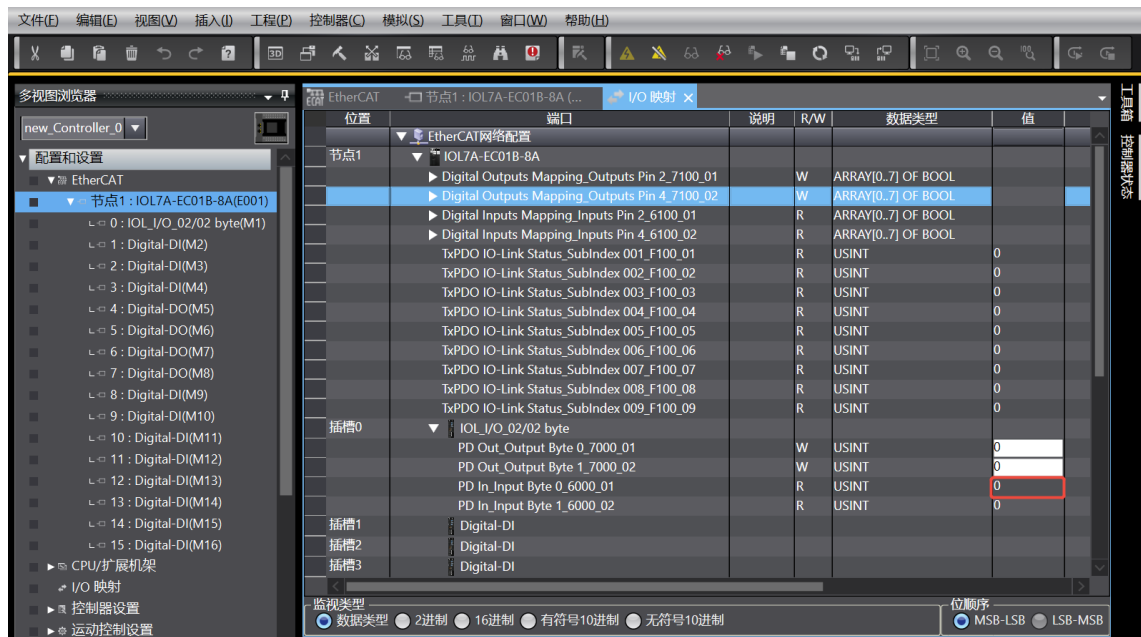 文件(F) 编辑(E) 视图(V) 插入(I) 工程(P) 控制器(C) 模拟(S) 工具(T) 窗口(W) 帮助(H)
多视图浏览器
new_Controller_0
配置和设置
EtherCAT
节点1 : IOL7A-EC01B-8A(E001)
0 : IOL_I/O_02/02 byte(M1)
1 : Digital-DI(M2)
2 : Digital-DI(M3)
3 : Digital-DI(M4)
4 : Digital-DO(M5)
5 : Digital-DO(M6)
6 : Digital-DO(M7)
7 : Digital-DO(M8)
8 : Digital-DI(M9)
9 : Digital-DI(M10)
10 : Digital-DI(M11)
11 : Digital-DI(M12)
12 : Digital-DI(M13)
13 : Digital-DI(M14)
14 : Digital-DI(M15)
15 : Digital-DI(M16)
CPU/扩展机架
I/O 映射
控制器设置
运动控制设置
EtherCAT 节点1 : IOL7A-EC01B-8A (... I/O 映射
位置 端口 说明 R/W 数据类型 值
EtherCAT网络配置
节点1 IOL7A-EC01B-8A
Digital Outputs Mapping_Outputs Pin 2_7100_01 W ARRAY[0..7] OF BOOL
Digital Outputs Mapping_Outputs Pin 4_7100_02 W ARRAY[0..7] OF BOOL
Digital Inputs Mapping_Inputs Pin 2_6100_01 R ARRAY[0..7] OF BOOL
Digital Inputs Mapping_Inputs Pin 4_6100_02 R ARRAY[0..7] OF BOOL
TxPDO IO-Link Status_SubIndex 001_F100_01 R USINT 0
TxPDO IO-Link Status_SubIndex 002_F100_02 R USINT 0
TxPDO IO-Link Status_SubIndex 003_F100_03 R USINT 0
TxPDO IO-Link Status_SubIndex 004_F100_04 R USINT 0
TxPDO IO-Link Status_SubIndex 005_F100_05 R USINT 0
TxPDO IO-Link Status_SubIndex 006_F100_06 R USINT 0
TxPDO IO-Link Status_SubIndex 007_F100_07 R USINT 0
TxPDO IO-Link Status_SubIndex 008_F100_08 R USINT 0
TxPDO IO-Link Status_SubIndex 009_F100_09 R USINT 0
插槽0 IOL_I/O_02/02 byte
PD Out_Output Byte 0_7000_01 W USINT 0
PD Out_Output Byte 1_7000_02 W USINT 0
PD In_Input Byte 0_6000_01 R USINT 0
PD In_Input Byte 1_6000_02 R USINT 0
插槽1 Digital-DI
插槽2 Digital-DI
插槽3 Digital-DI
监视类型
数据类型 2进制 16进制 有符号10进制 无符号10进制
位顺序
MSB-LSB LSB-MSB
工具箱
控制器状态